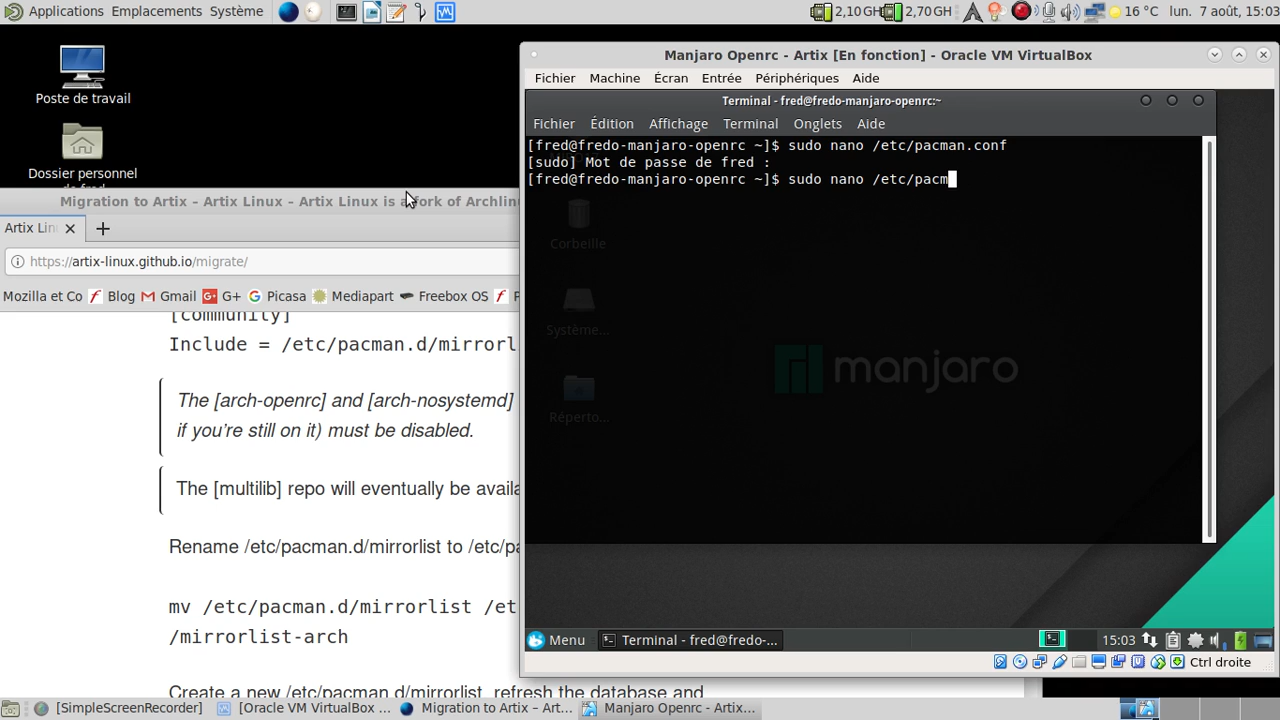 Applications Emplacements Système
2,10 GH 2,70 GH 16 °C lun. 7 août, 15:03
Poste de travail
Dossier personnel
de fred
Migration to Artix – Artix Linux – Artix Linux is a fork of Archlinu
Artix Lin
https://artix-linux.github.io/migrate/
Mozilla et Co Blog Gmail G+ Picasa Mediapart Freebox OS
[community]
Include = /etc/pacman.d/mirrorl
The [arch-openrc] and [arch-nosystemd]
if you're still on it) must be disabled.
The [multilib] repo will eventually be availa
Rename /etc/pacman.d/mirrorlist to /etc/pa
mv /etc/pacman.d/mirrorlist /et
/mirrorlist-arch
Create a new /etc/pacman.d/mirrorlist, refresh the database and
Manjaro Openrc - Artix [En fonction] - Oracle VM VirtualBox
Fichier Machine Écran Entrée Périphériques Aide
Terminal - fred@fredo-manjaro-openrc:~
Fichier Édition Affichage Terminal Onglets Aide
[fred@fredo-manjaro-openrc ~]$ sudo nano /etc/pacman.conf
[sudo] Mot de passe de fred :
[fred@fredo-manjaro-openrc ~]$ sudo nano /etc/pacm
Corbeille
Système...
Réperto...
manjaro
Menu Terminal - fred@fredo-... 15:03
Ctrl droite
[SimpleScreenRecorder] [Oracle VM VirtualBox ... Migration to Artix – Art... Manjaro Openrc - Artix...